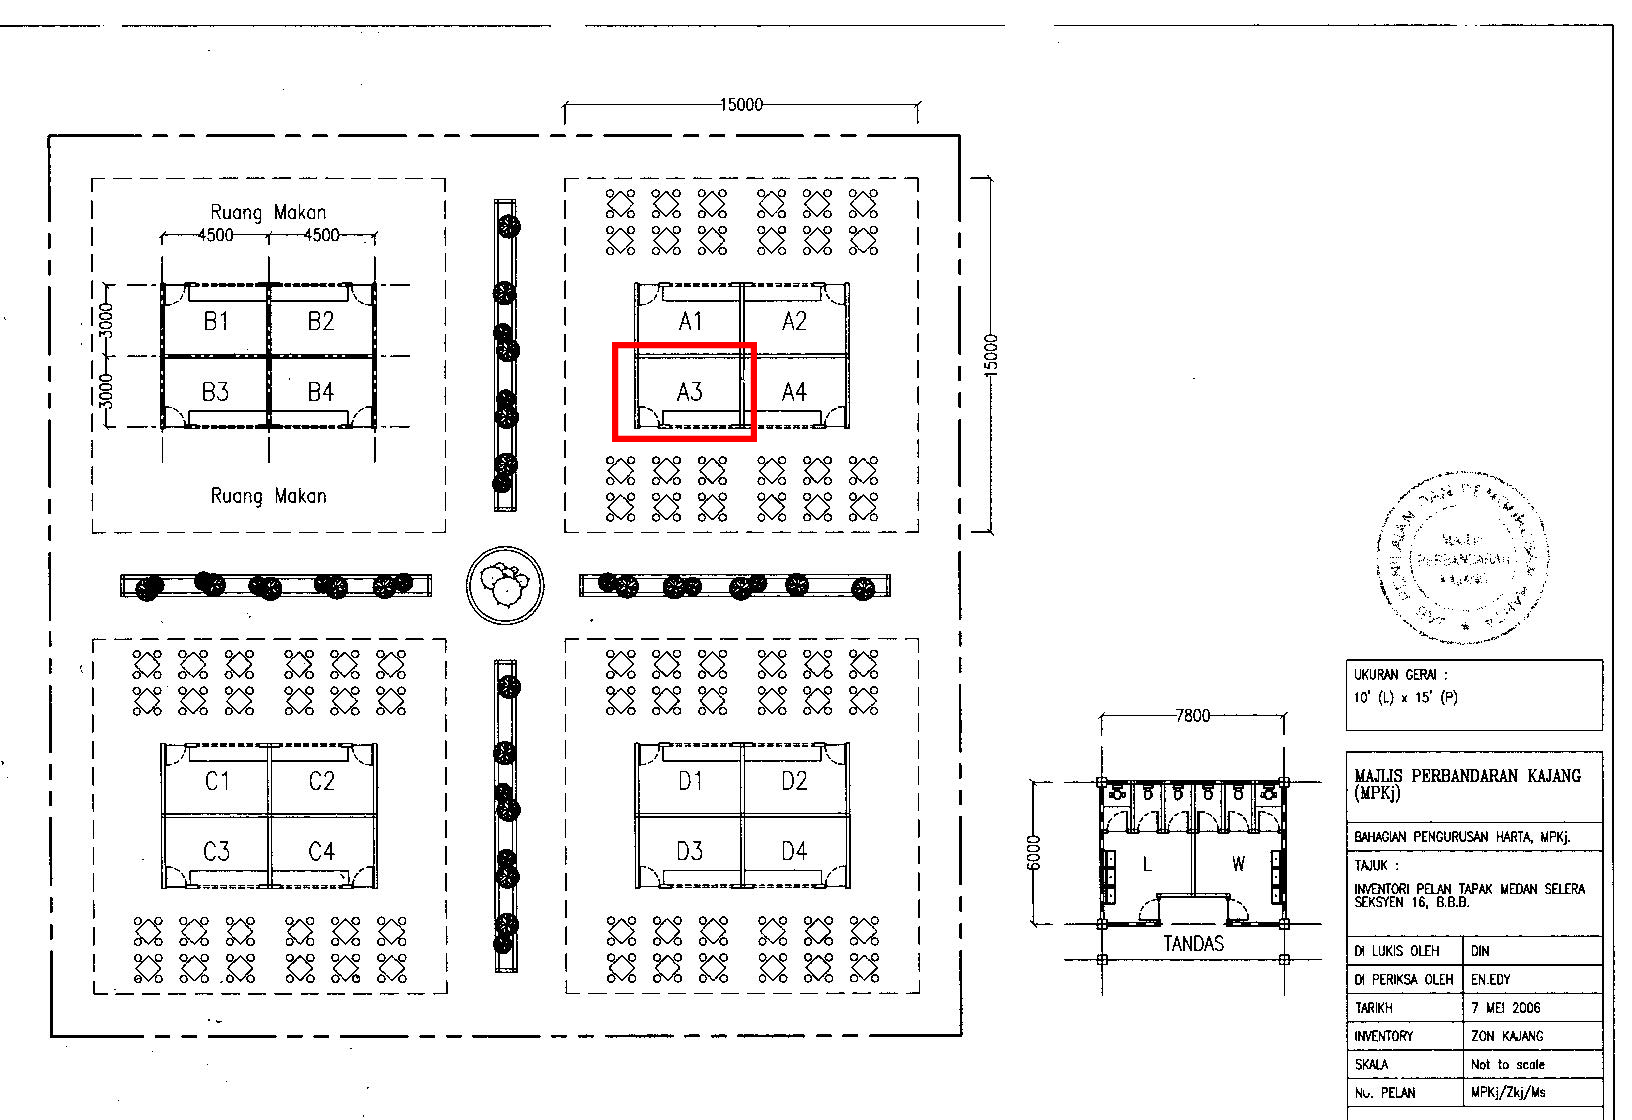 15000
Ruang Makan
4500 4500
3000
3000
B1 B2
B3 B4
Ruang Makan
A1 A2
A3 A4
15000
C1 C2
C3 C4
D1 D2
D3 D4
7800
6000
L W
TANDAS
MAJLIS
PERBANDARAN
KAJANG
UKURAN GERAI :
10' (L) x 15' (P)
MAJLIS PERBANDARAN KAJANG
(MPKj)
BAHAGIAN PENGURUSAN HARTA, MPKj.
TAJUK :
INVENTORI PELAN TAPAK MEDAN SELERA
SEKSYEN 16, B.B.B.
DI LUKIS OLEH DIN
DI PERIKSA OLEH EN.EDY
TARIKH 7 MEI 2006
INVENTORY ZON KAJANG
SKALA Not to scale
No. PELAN MPKj/Zkj/Ms